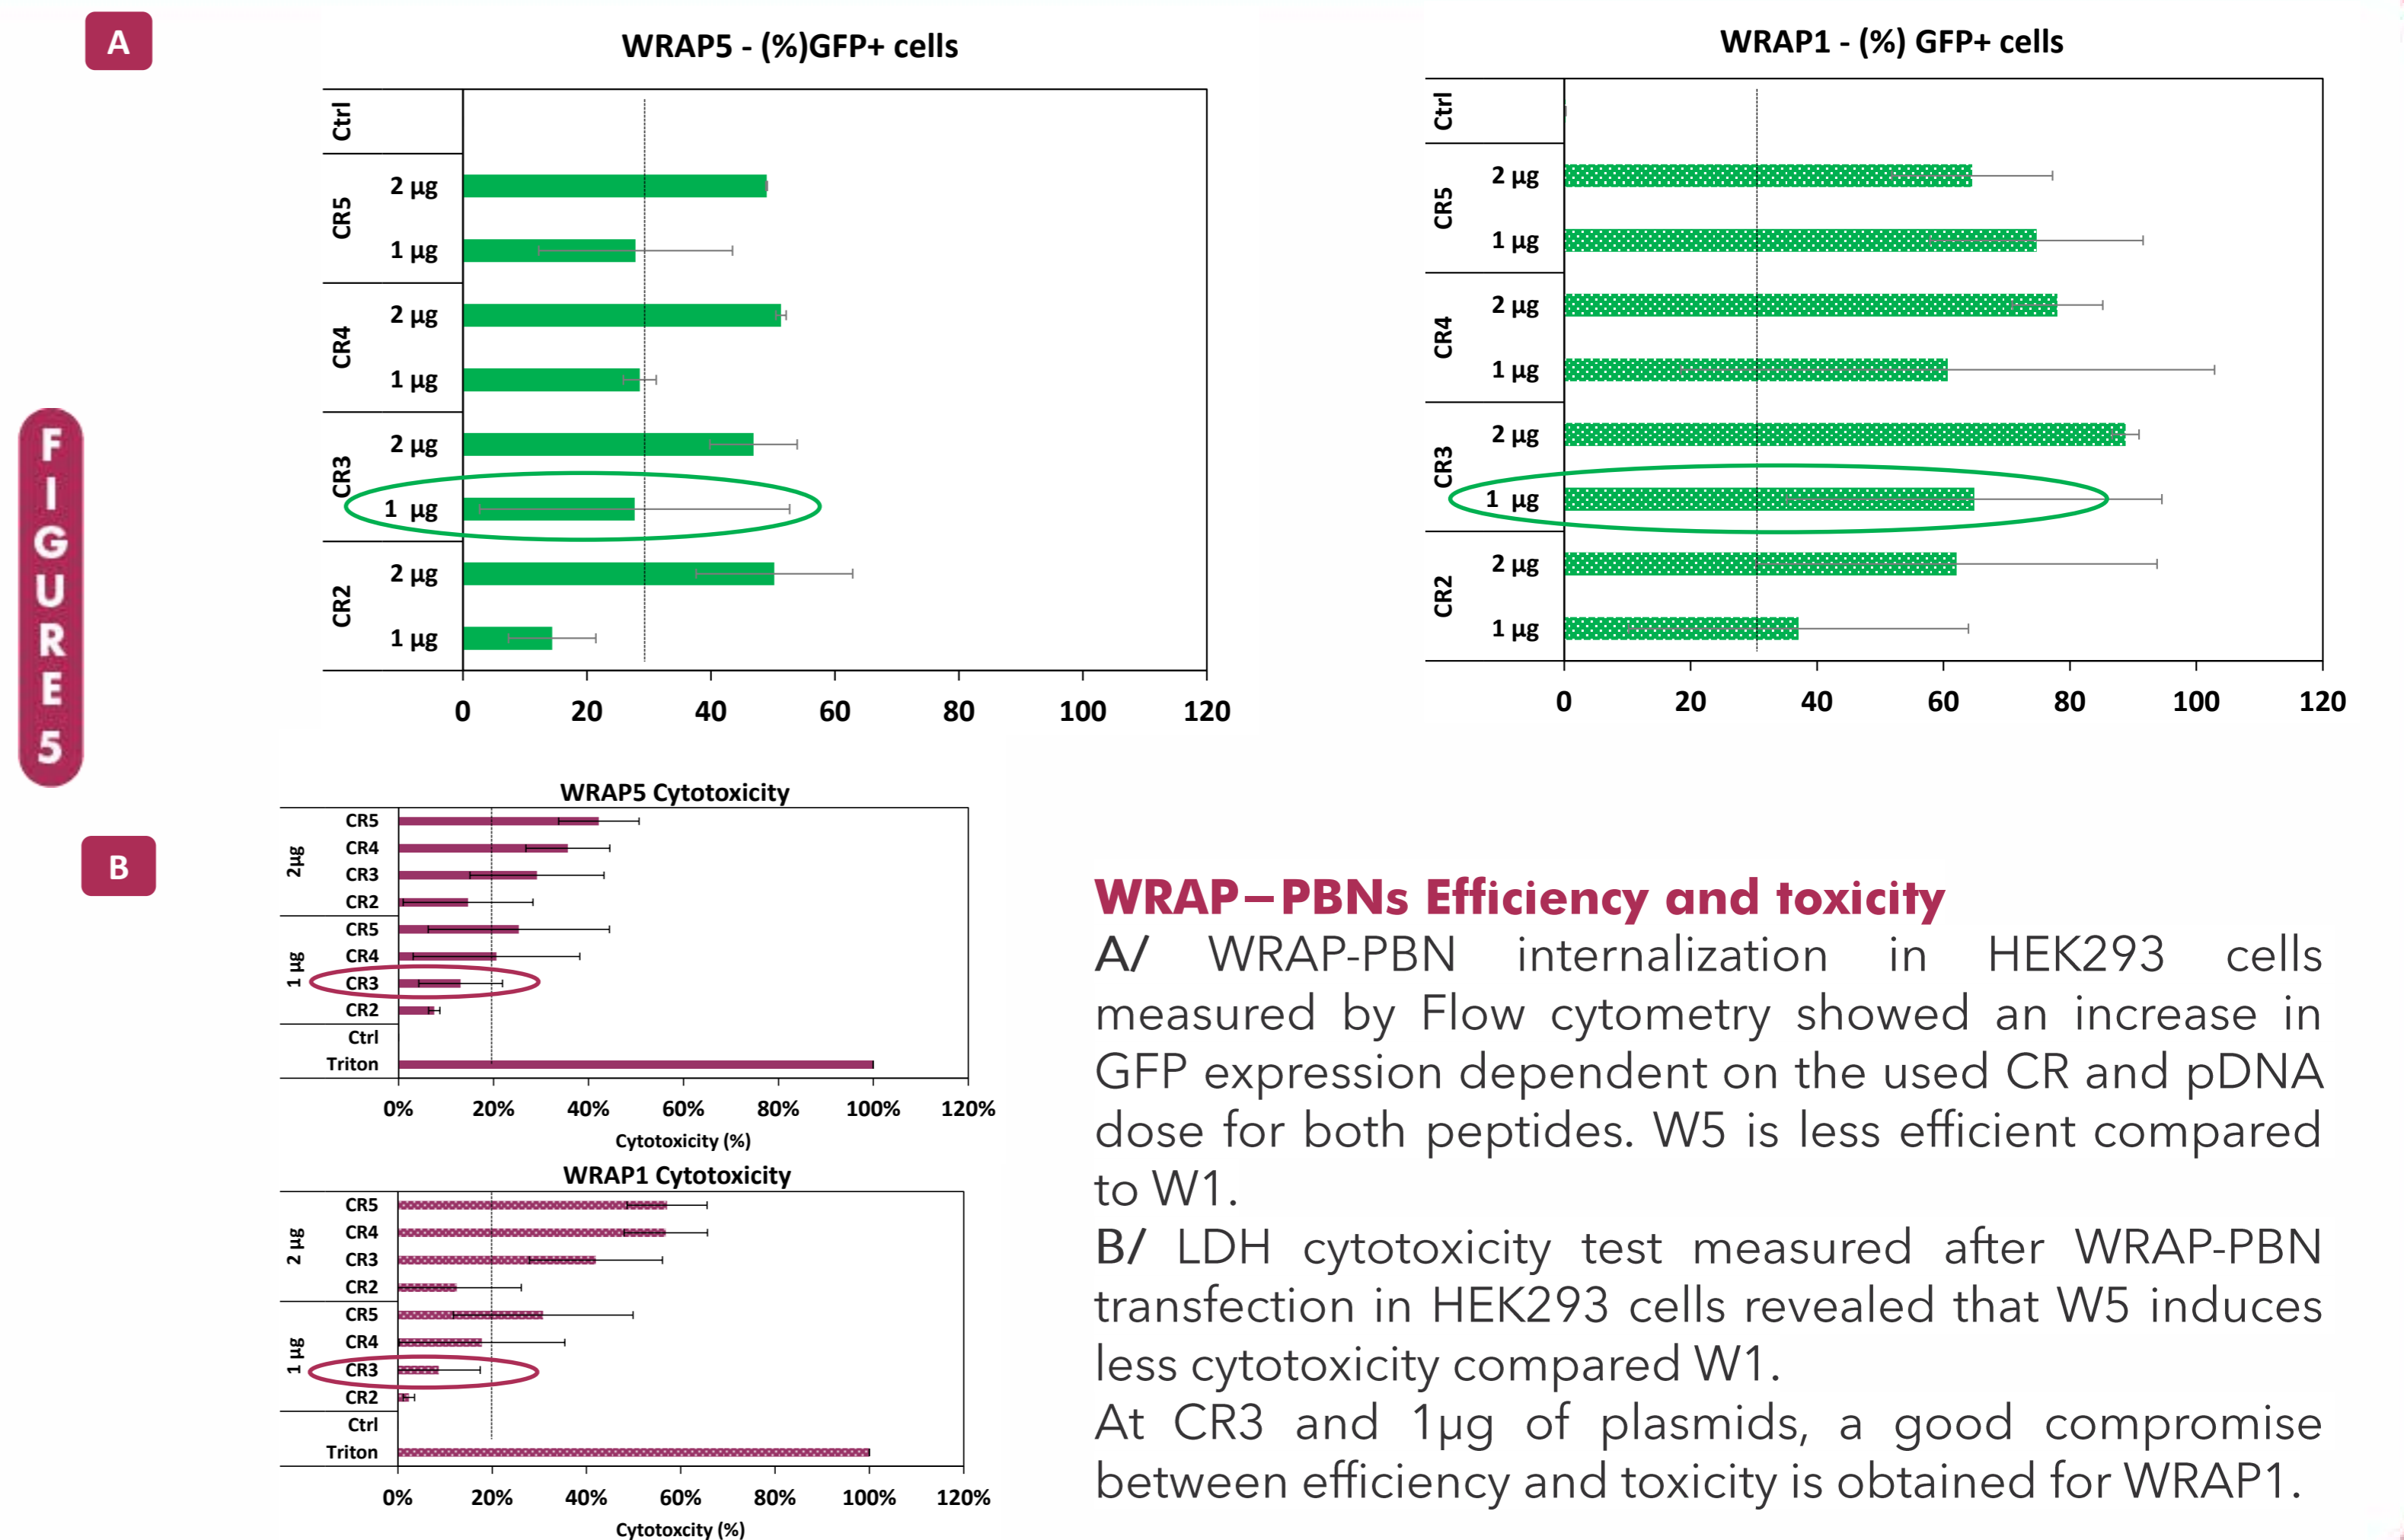 A
WRAP5 - (%)GFP+ cells
Ctrl
CR5
2 µg
1 µg
CR4
2 µg
1 µg
CR3
2 µg
1 µg
CR2
2 µg
1 µg
0 20 40 60 80 100 120
WRAP1 - (%) GFP+ cells
Ctrl
CR5
2 µg
1 µg
CR4
2 µg
1 µg
CR3
2 µg
1 µg
CR2
2 µg
1 µg
0 20 40 60 80 100 120
FIGURE 5
B
WRAP5 Cytotoxicity
2µg
CR5
CR4
CR3
CR2
1 µg
CR5
CR4
CR3
CR2
Ctrl
Triton
0% 20% 40% 60% 80% 100% 120%
Cytotoxicity (%)
WRAP1 Cytotoxicity
2 µg
CR5
CR4
CR3
CR2
1 µg
CR5
CR4
CR3
CR2
Ctrl
Triton
0% 20% 40% 60% 80% 100% 120%
Cytotoxcity (%)
WRAP–PBNs Efficiency and toxicity
A/ WRAP-PBN internalization in HEK293 cells
measured by Flow cytometry showed an increase in
GFP expression dependent on the used CR and pDNA
dose for both peptides. W5 is less efficient compared
to W1.
B/ LDH cytotoxicity test measured after WRAP-PBN
transfection in HEK293 cells revealed that W5 induces
less cytotoxicity compared W1.
At CR3 and 1µg of plasmids, a good compromise
between efficiency and toxicity is obtained for WRAP1.